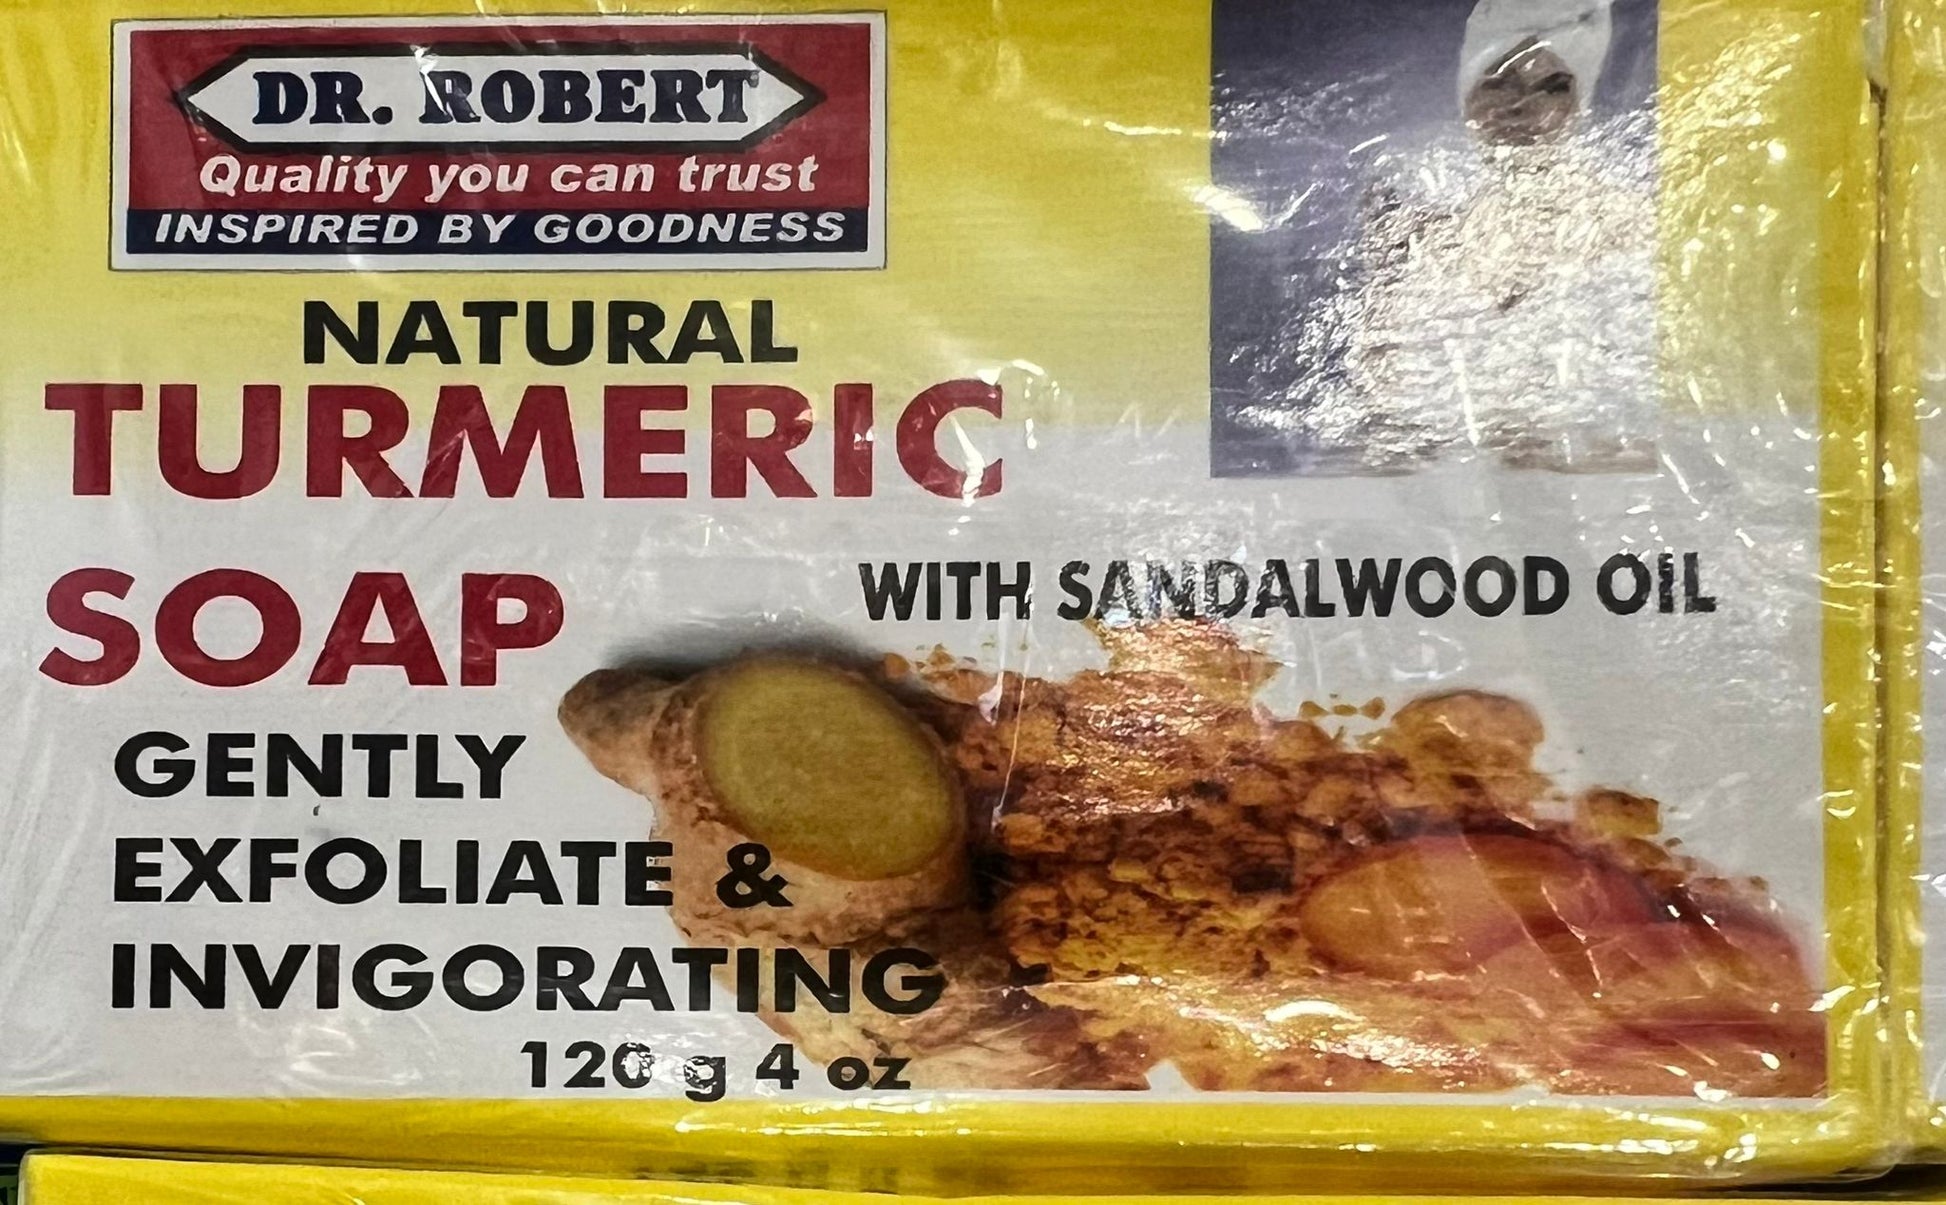 DR. ROBERT
Quality you can trust
INSPIRED BY GOODNESS
NATURAL
TURMERIC
SOAP
WITH SANDALWOOD OIL
GENTLY
EXFOLIATE &
INVIGORATING
120 g 4 oz